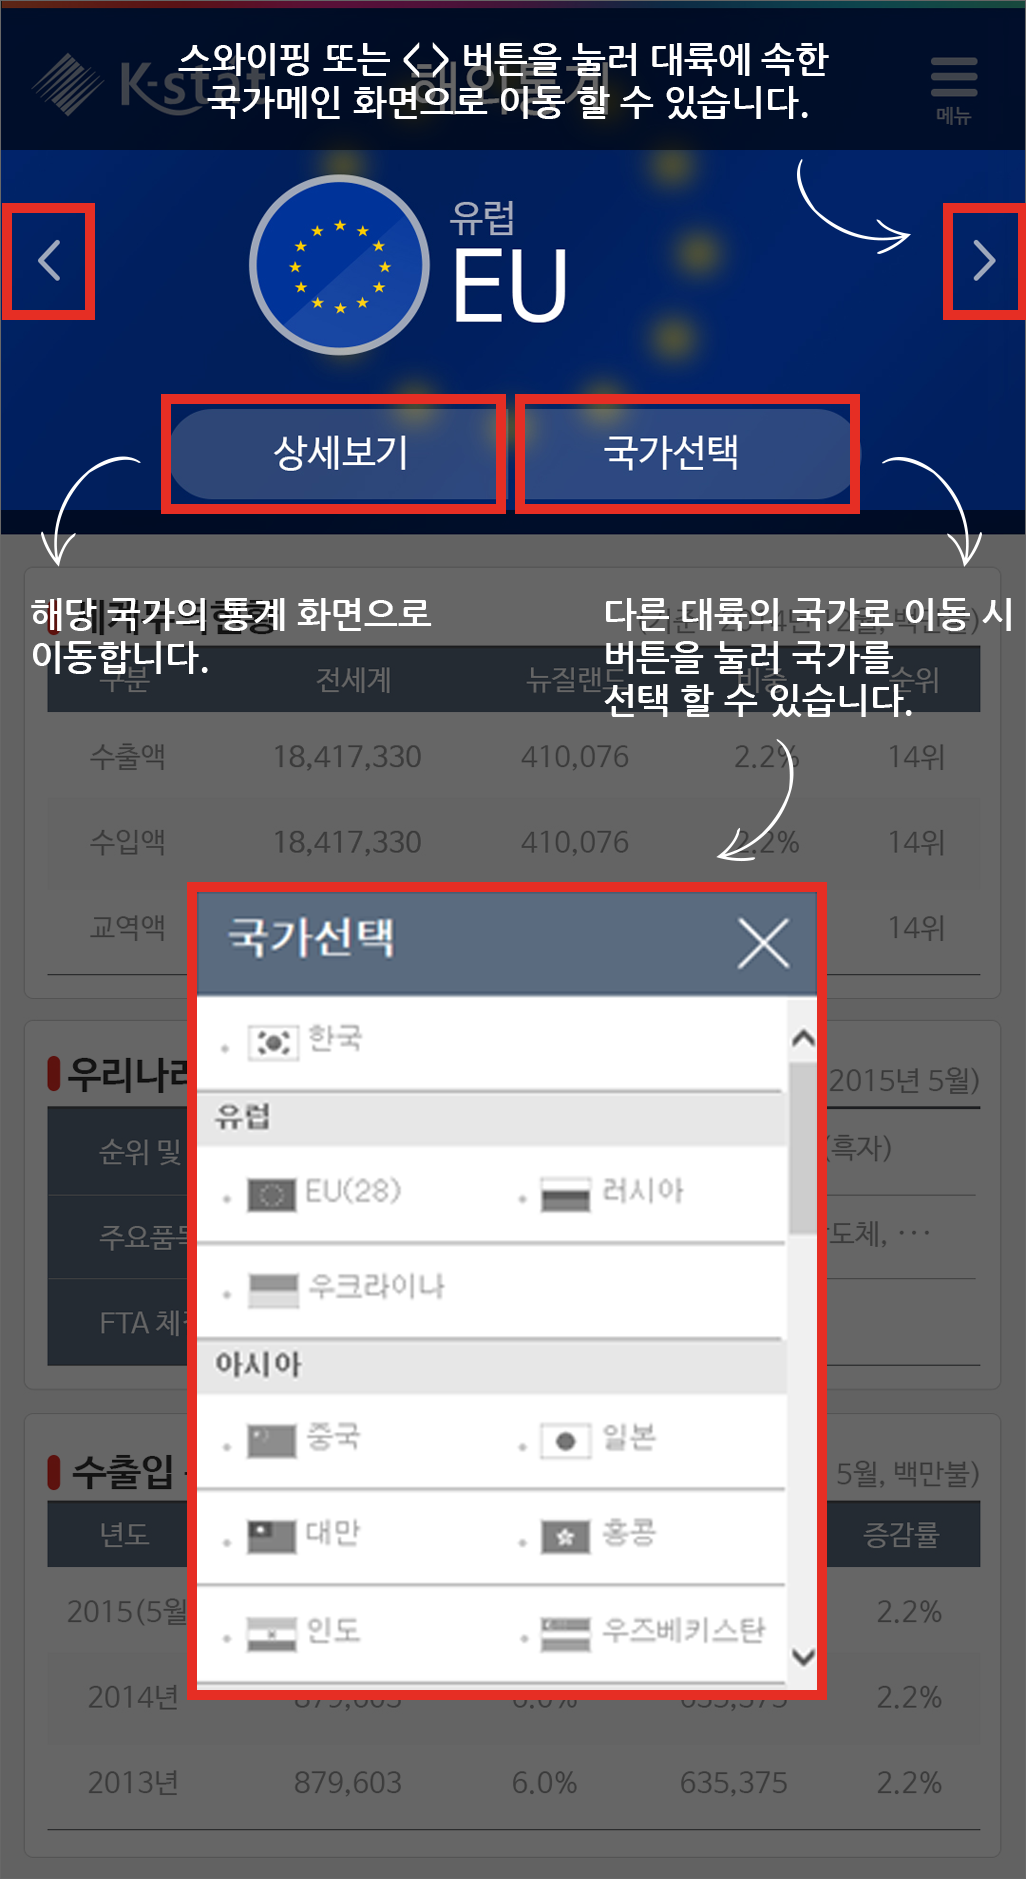 스와이핑 또는 <> 버튼을 눌러 대륙에 속한
국가메인 화면으로 이동 할 수 있습니다.
K-stat 해외통계
메뉴
유럽
EU
상세보기
국가선택
해당 국가의 통계 화면으로
이동합니다.
다른 대륙의 국가로 이동 시
버튼을 눌러 국가를
선택 할 수 있습니다.
구분 전세계 뉴질랜드 비중 순위
수출액 18,417,330 410,076 2.2% 14위
수입액 18,417,330 410,076 2.2% 14위
교역액 14위
국가선택
한국
유럽
EU(28) 러시아
우크라이나
아시아
중국 일본
대만 홍콩
인도 우즈베키스탄
우리나라 2015년 5월)
순위 및 (흑자)
주요품목 도체, ···
FTA 체
수출입 5월, 백만불)
년도 증감률
2015(5월 2.2%
2014년 879,603 6.0% 635,375 2.2%
2013년 879,603 6.0% 635,375 2.2%